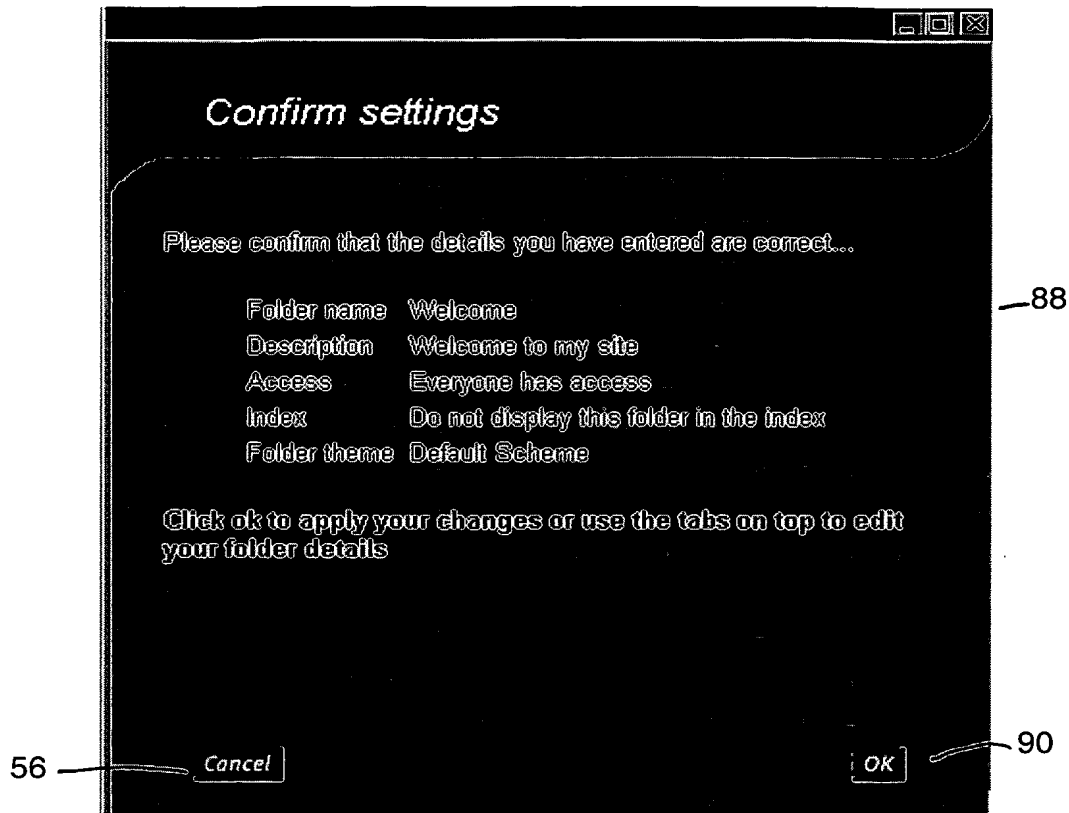 Confirm settings
Please confirm that the details you have entered are correct...
88
Folder name Welcome
Description Welcome to my site
Access Everyone has access
Index Do not display this folder in the index
Folder theme Default Scheme
Click ok to apply your changes or use the tabs on top to edit
your folder details
56 Cancel OK 90